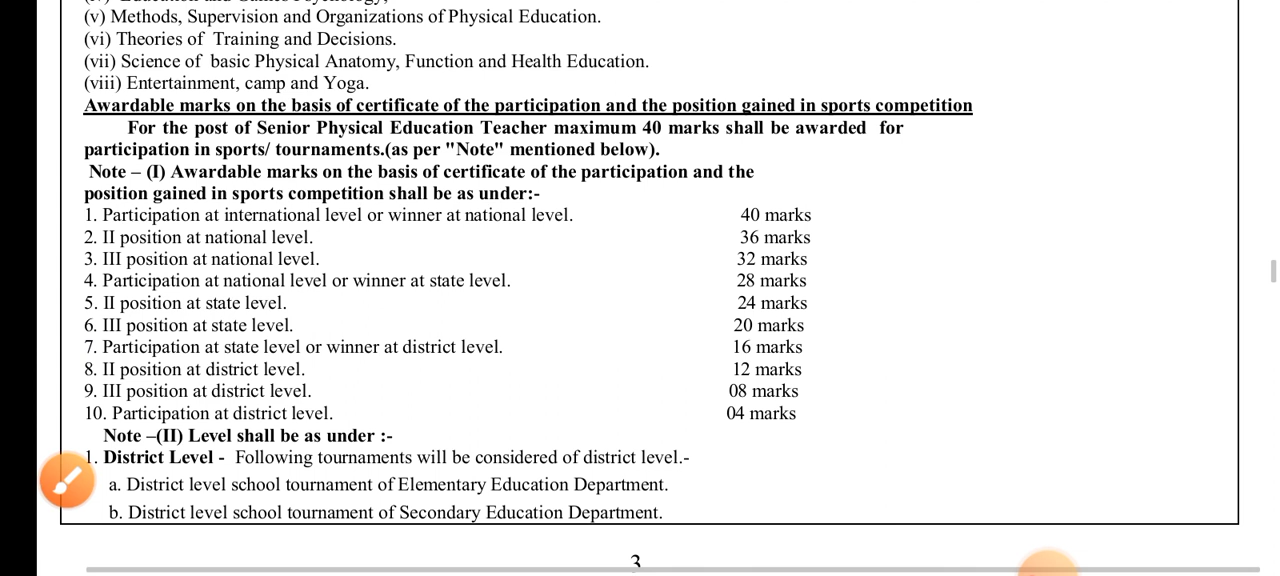 (v) Methods, Supervision and Organizations of Physical Education.
(vi) Theories of Training and Decisions.
(vii) Science of basic Physical Anatomy, Function and Health Education.
(viii) Entertainment, camp and Yoga.
Awardable marks on the basis of certificate of the participation and the position gained in sports competition
For the post of Senior Physical Education Teacher maximum 40 marks shall be awarded for
participation in sports/ tournaments.(as per "Note" mentioned below).
Note – (I) Awardable marks on the basis of certificate of the participation and the
position gained in sports competition shall be as under:-
1. Participation at international level or winner at national level. 40 marks
2. II position at national level. 36 marks
3. III position at national level. 32 marks
4. Participation at national level or winner at state level. 28 marks
5. II position at state level. 24 marks
6. III position at state level. 20 marks
7. Participation at state level or winner at district level. 16 marks
8. II position at district level. 12 marks
9. III position at district level. 08 marks
10. Participation at district level. 04 marks
Note –(II) Level shall be as under :-
1. District Level - Following tournaments will be considered of district level.-
a. District level school tournament of Elementary Education Department.
b. District level school tournament of Secondary Education Department.
3